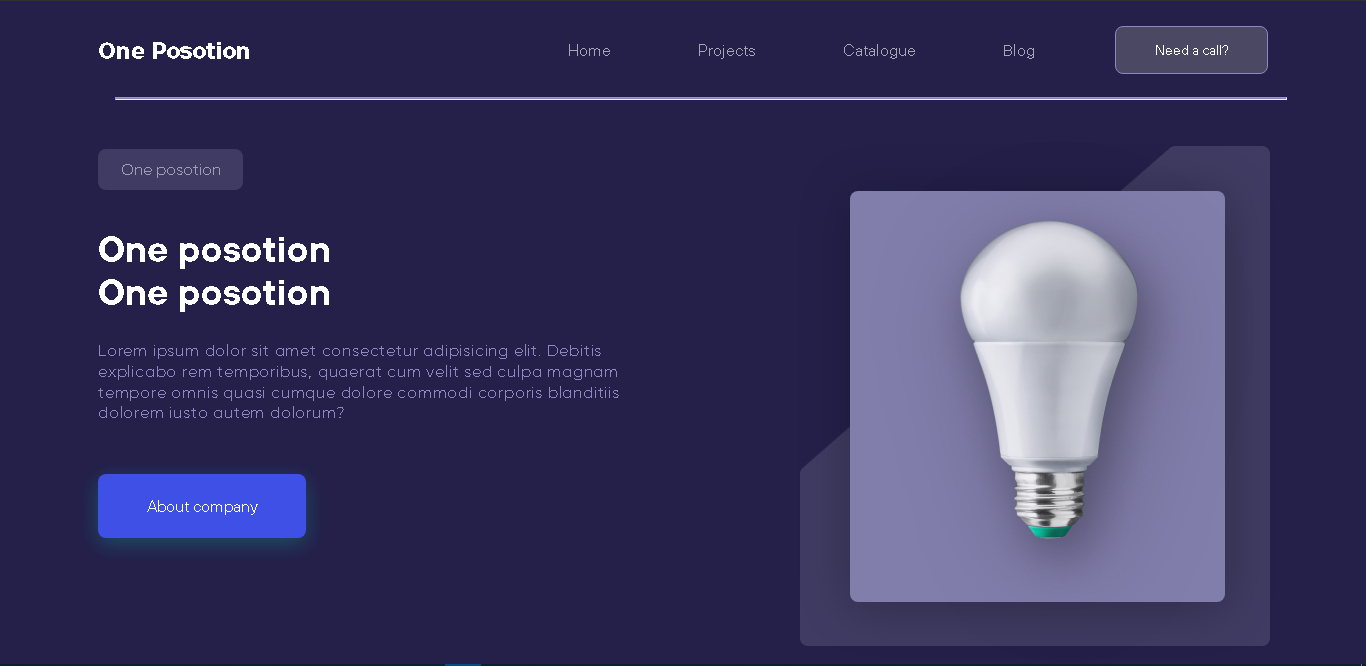 One Posotion
Home
Projects
Catalogue
Blog
Need a call?
One posotion
One posotion
One posotion
Lorem ipsum dolor sit amet consectetur adipisicing elit. Debitis
explicabo rem temporibus, quaerat cum velit sed culpa magnam
tempore omnis quasi cumque dolore commodi corporis blanditiis
dolorem iusto autem dolorum?
About company